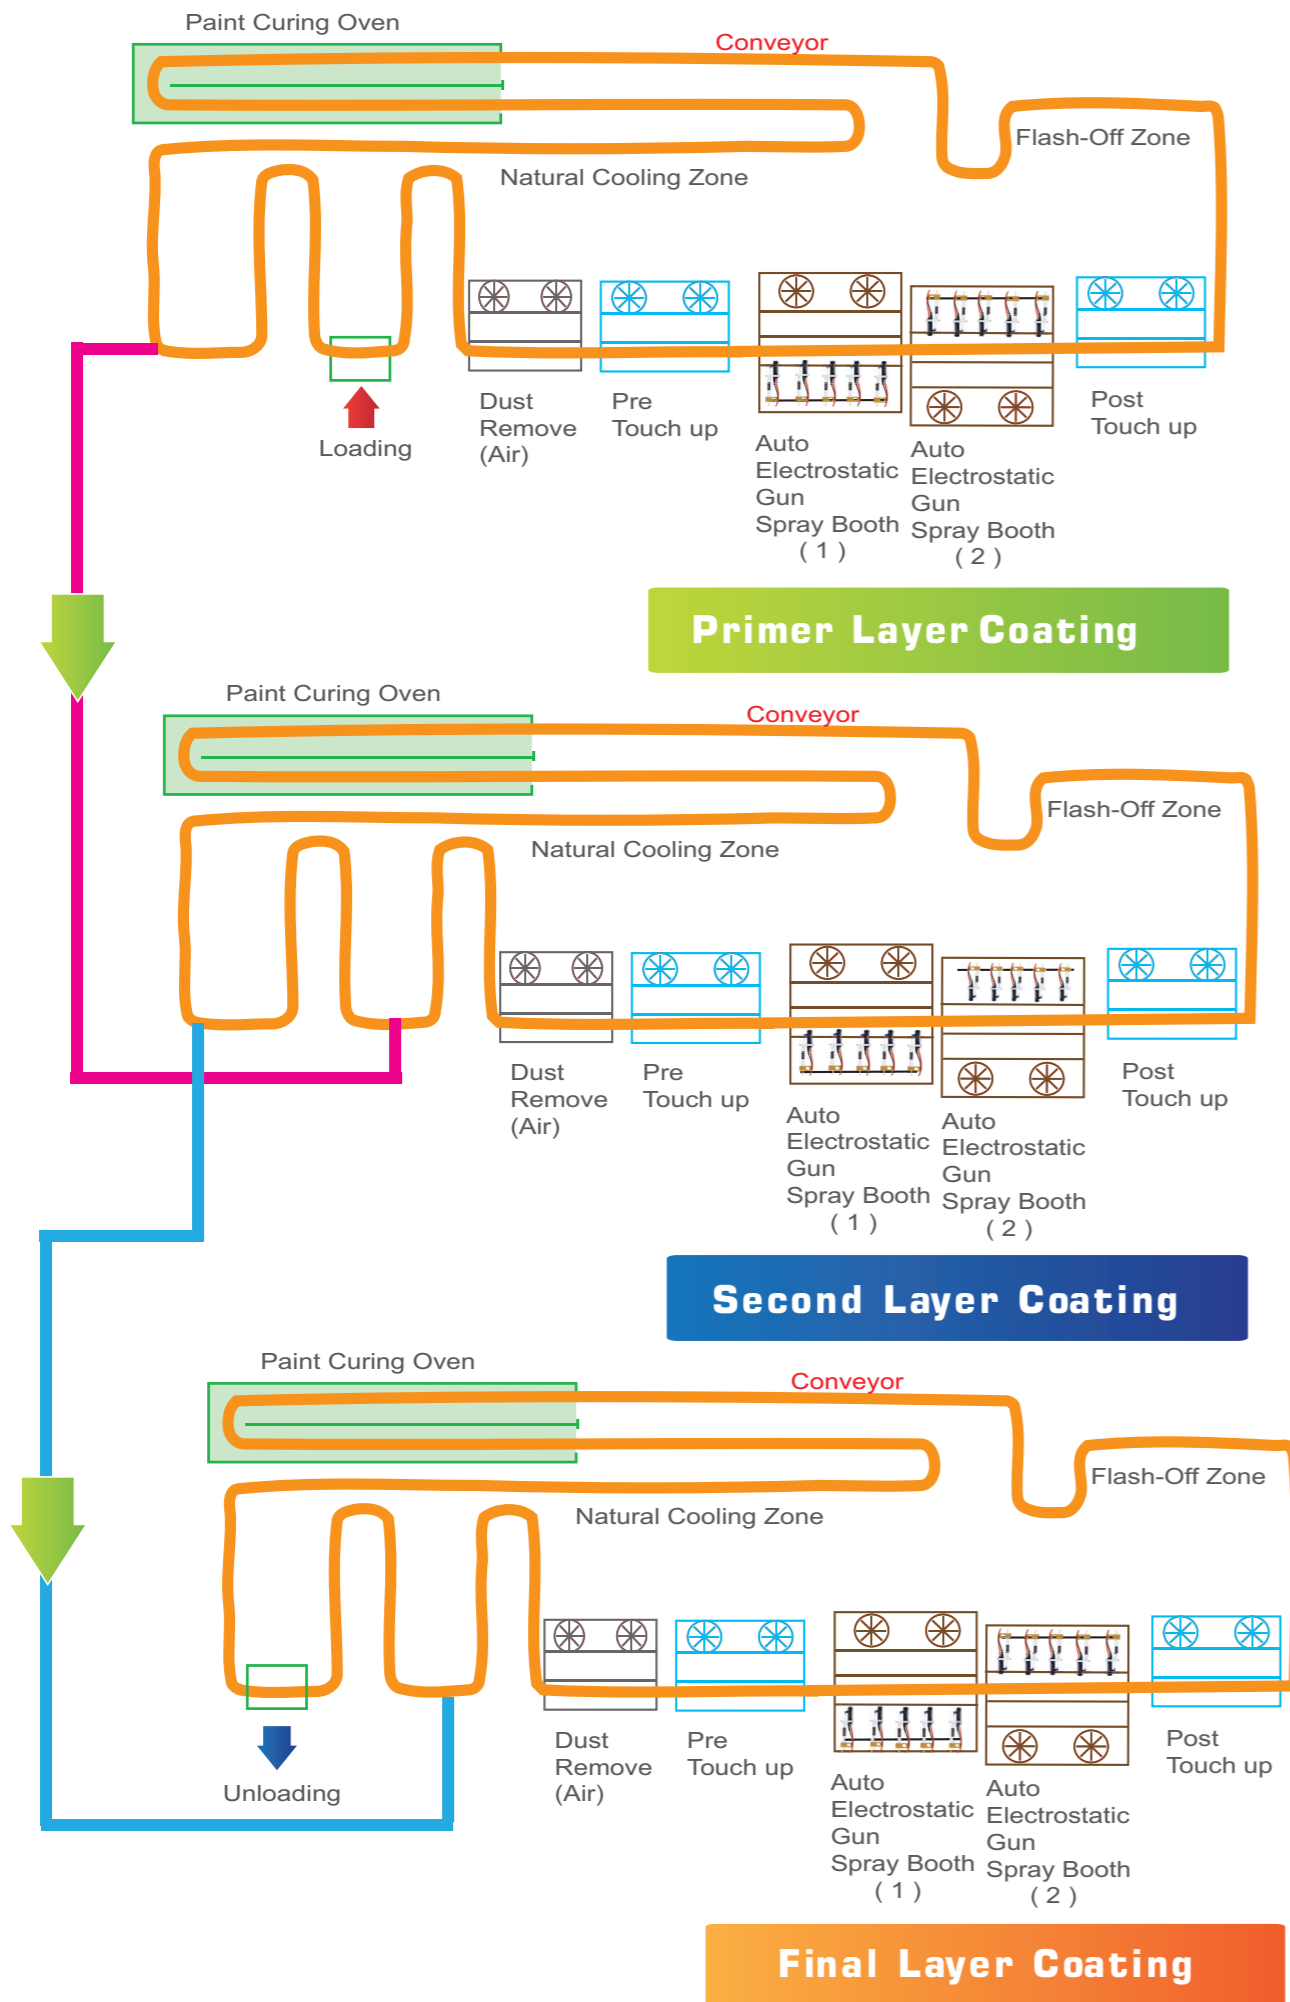 Paint Curing Oven
Conveyor
Flash-Off Zone
Natural Cooling Zone
Loading
Dust
Remove
(Air)
Pre
Touch up
Auto
Electrostatic
Gun
Spray Booth
( 1 )
Auto
Electrostatic
Gun
Spray Booth
( 2 )
Post
Touch up
Primer Layer Coating
Paint Curing Oven
Conveyor
Flash-Off Zone
Natural Cooling Zone
Dust
Remove
(Air)
Pre
Touch up
Auto
Electrostatic
Gun
Spray Booth
( 1 )
Auto
Electrostatic
Gun
Spray Booth
( 2 )
Post
Touch up
Second Layer Coating
Paint Curing Oven
Conveyor
Flash-Off Zone
Natural Cooling Zone
Unloading
Dust
Remove
(Air)
Pre
Touch up
Auto
Electrostatic
Gun
Spray Booth
( 1 )
Auto
Electrostatic
Gun
Spray Booth
( 2 )
Post
Touch up
Final Layer Coating